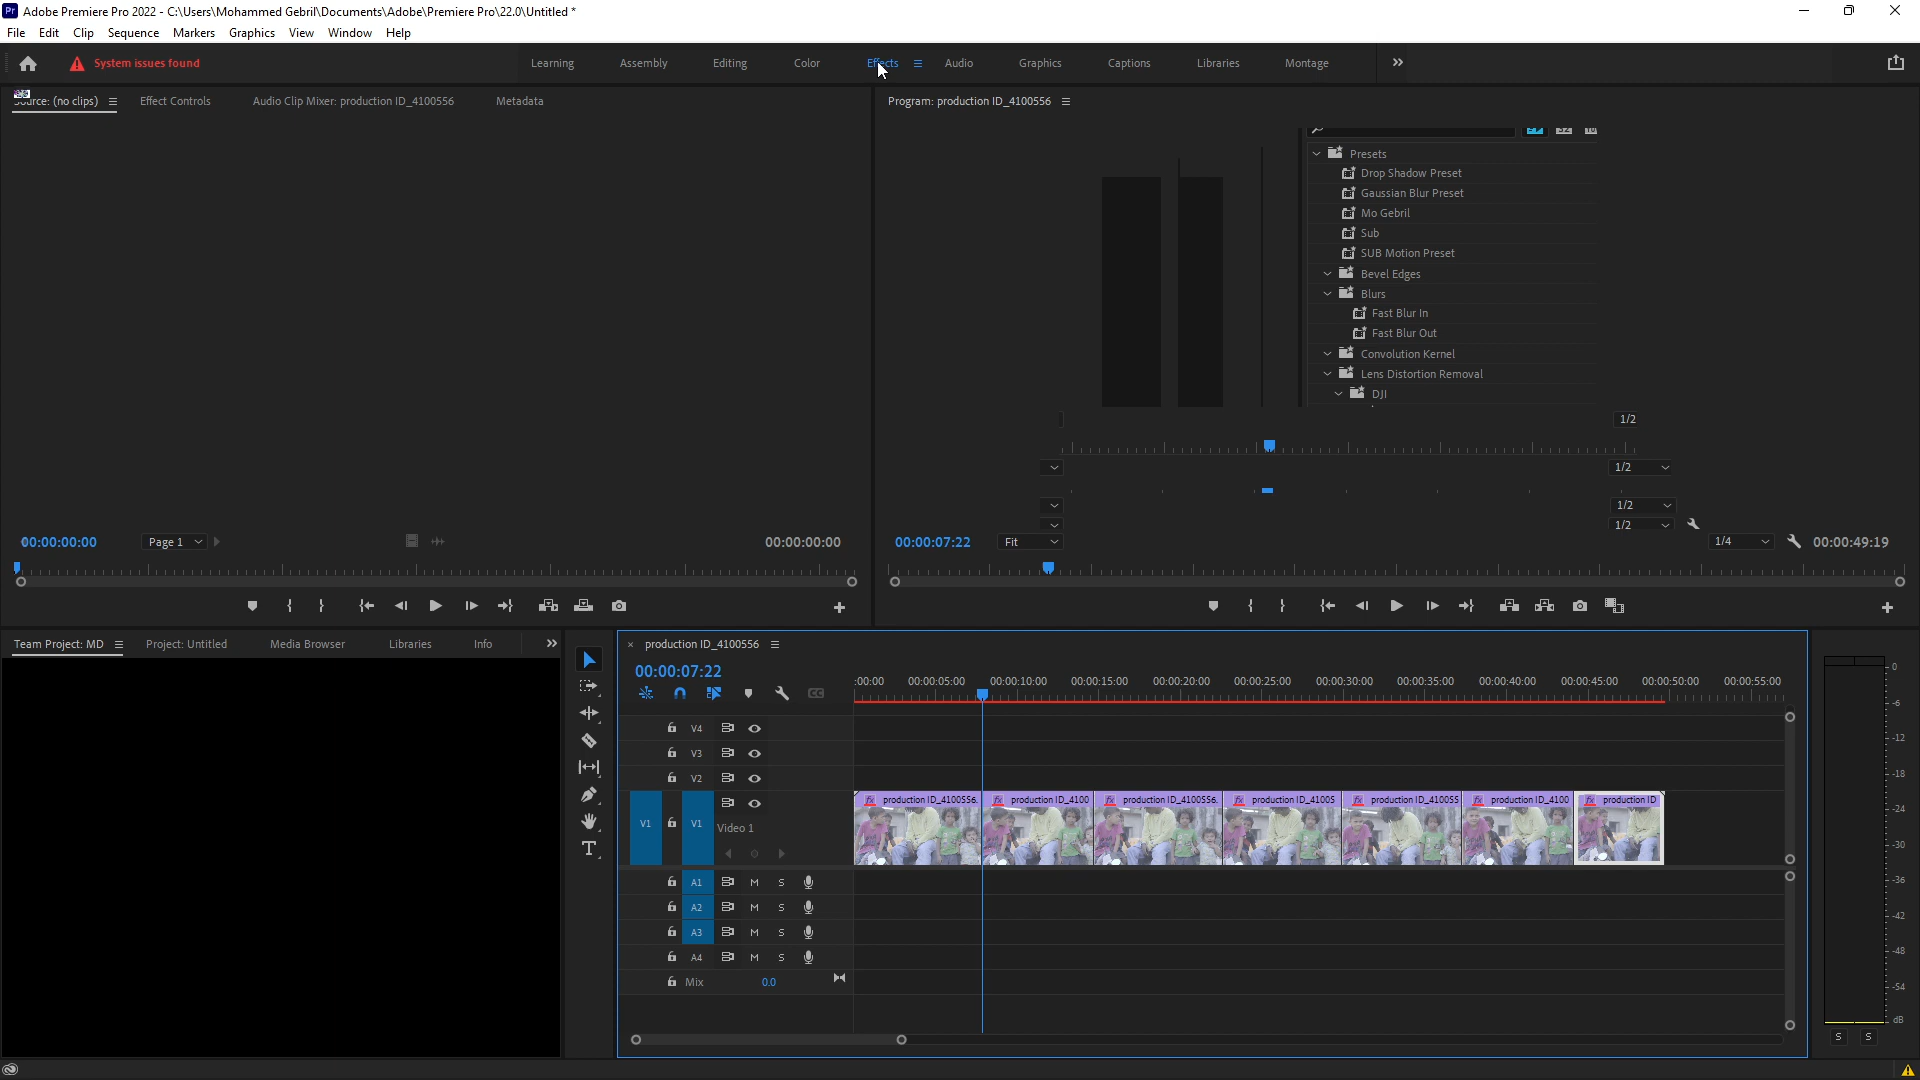 Pr Adobe Premiere Pro 2022 - C:\Users\Mohammed Gebril\Documents\Adobe\Premiere Pro\22.0\Untitled *
File Edit Clip Sequence Markers Graphics View Window Help
System issues found Learning Assembly Editing Color Effects Audio Graphics Captions Libraries Montage
(no clips) Effect Controls Audio Clip Mixer: production ID_4100556 Metadata
Program: production ID_4100556
Presets
Drop Shadow Preset
Gaussian Blur Preset
Mo Gebril
Sub
SUB Motion Preset
Bevel Edges
Blurs
Fast Blur In
Fast Blur Out
Convolution Kernel
Lens Distortion Removal
DJI
1/2
1/2
1/2
1/2
00:00:00:00 Page 1 00:00:00:00
00:00:07:22 Fit 1/4 00:00:49:19
Team Project: MD Project: Untitled Media Browser Libraries Info
production ID_4100556
00:00:07:22
:00:00 00:00:05:00 00:00:10:00 00:00:15:00 00:00:20:00 00:00:25:00 00:00:30:00 00:00:35:00 00:00:40:00 00:00:45:00 00:00:50:00 00:00:55:00
V4
V3
V2
V1 V1 Video 1
fx production ID_4100556. fx production ID_4100 fx production ID_4100556. fx production ID_41005 fx production ID_410055 fx production ID_4100 fx production ID
A1 M S
A2 M S
A3 M S
A4 M S
Mix 0.0
0
-6
-12
-18
-24
-30
-36
-42
-48
-54
dB
S S